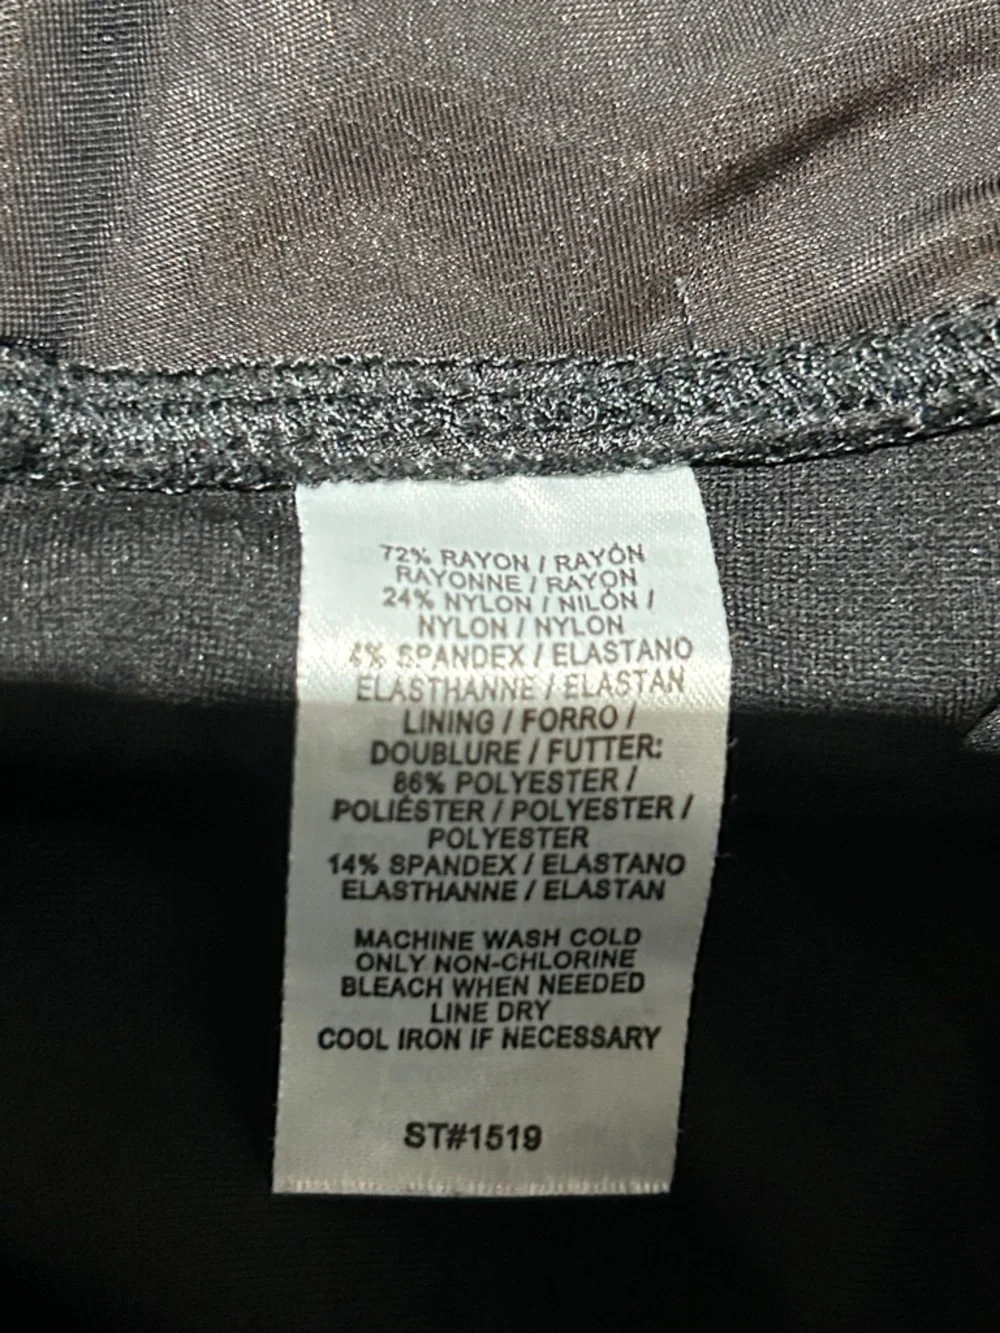 72% RAYON / RAYÓN
RAYONNE / RAYON
24% NYLON / NILÓN /
NYLON / NYLON
4% SPANDEX / ELASTANO
ELASTHANNE / ELASTAN
LINING / FORRO /
DOUBLURE / FUTTER:
86% POLYESTER /
POLIÉSTER / POLYESTER /
POLYESTER
14% SPANDEX / ELASTANO
ELASTHANNE / ELASTAN
MACHINE WASH COLD
ONLY NON-CHLORINE
BLEACH WHEN NEEDED
LINE DRY
COOL IRON IF NECESSARY
ST#1519